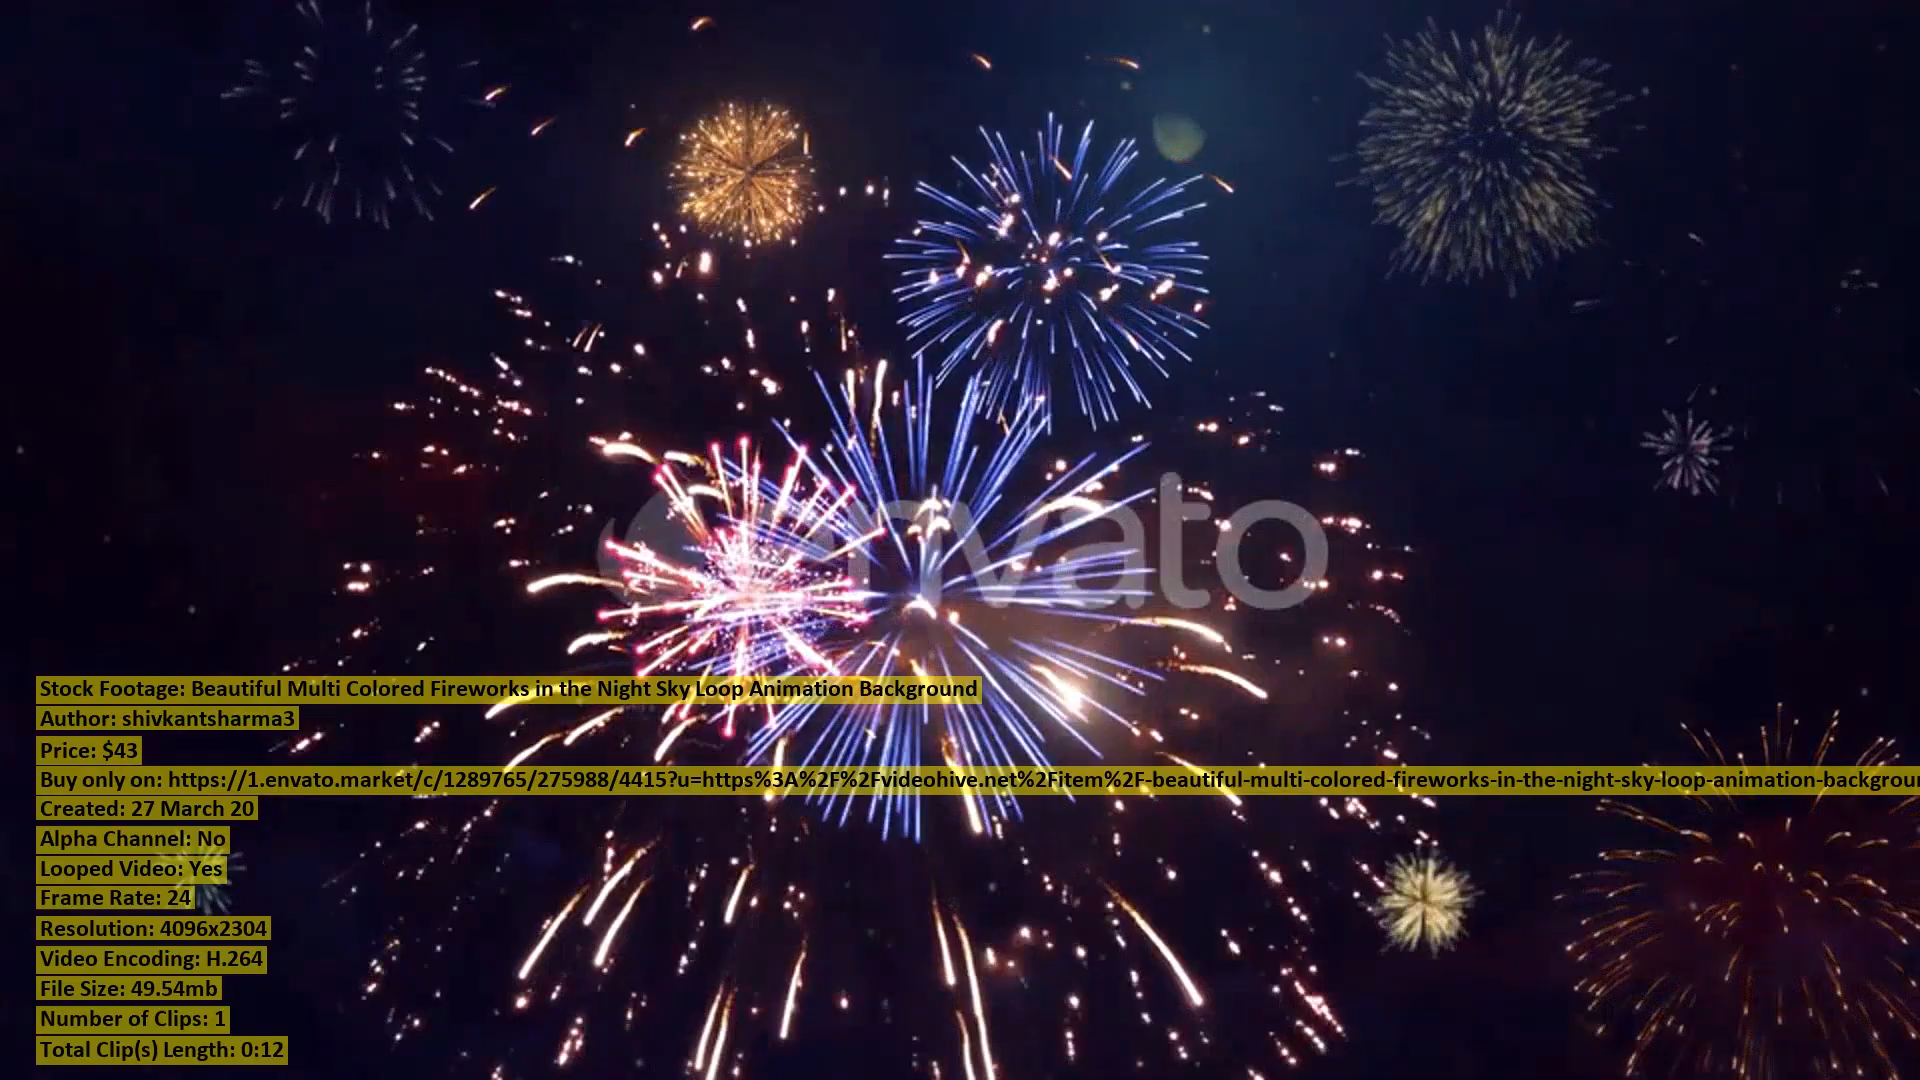 envato
Stock Footage: Beautiful Multi Colored Fireworks in the Night Sky Loop Animation Background
Author: shivkantsharma3
Price: $43
Buy only on: https://1.envato.market/c/1289765/275988/4415?u=https%3A%2F%2Fvideohive.net%2Fitem%2F-beautiful-multi-colored-fireworks-in-the-night-sky-loop-animation-backgroun
Created: 27 March 20
Alpha Channel: No
Looped Video: Yes
Frame Rate: 24
Resolution: 4096x2304
Video Encoding: H.264
File Size: 49.54mb
Number of Clips: 1
Total Clip(s) Length: 0:12